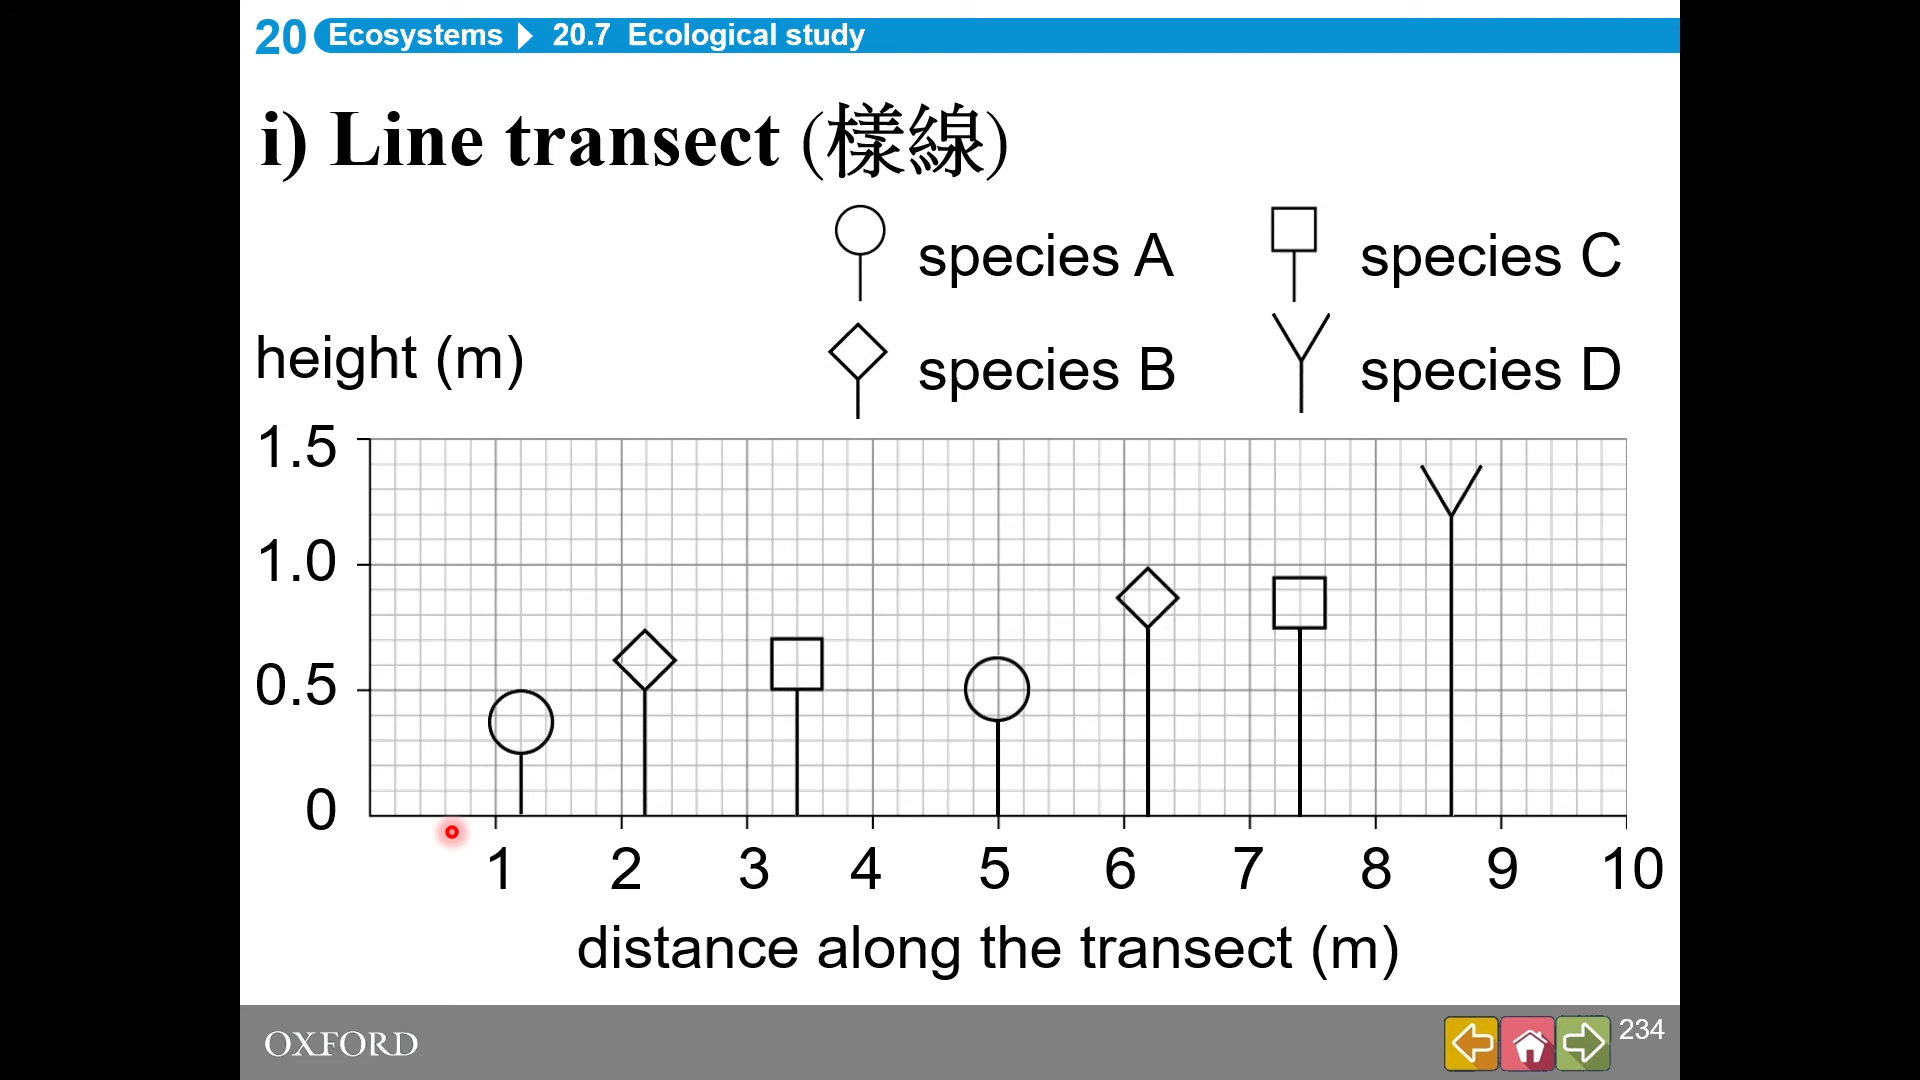 20 Ecosystems 20.7 Ecological study
i) Line transect (樣線)
species A species C
height (m)
species B species D
1.5
1.0
0.5
0
1 2 3 4 5 6 7 8 9 10
distance along the transect (m)
OXFORD
234